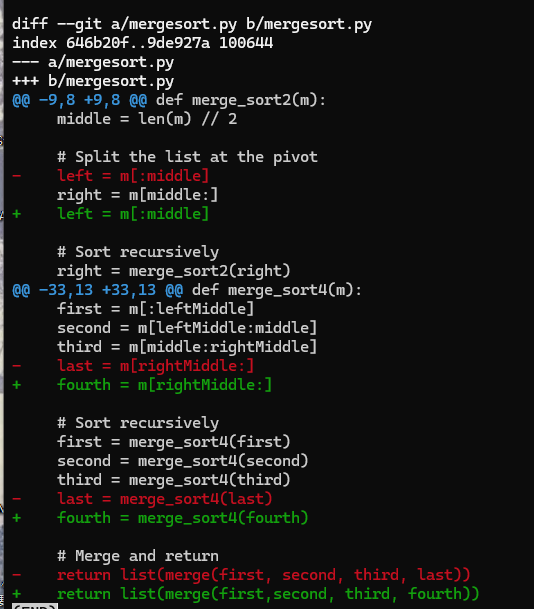 diff --git a/mergesort.py b/mergesort.py
index 646b20f..9de927a 100644
--- a/mergesort.py
+++ b/mergesort.py
@@ -9,8 +9,8 @@ def merge_sort2(m):
     middle = len(m) // 2

     # Split the list at the pivot
-    left = m[:middle]
     right = m[middle:]
+    left = m[:middle]

     # Sort recursively
     right = merge_sort2(right)
@@ -33,13 +33,13 @@ def merge_sort4(m):
     first = m[:leftMiddle]
     second = m[leftMiddle:middle]
     third = m[middle:rightMiddle]
-    last = m[rightMiddle:]
+    fourth = m[rightMiddle:]

     # Sort recursively
     first = merge_sort4(first)
     second = merge_sort4(second)
     third = merge_sort4(third)
-    last = merge_sort4(last)
+    fourth = merge_sort4(fourth)

     # Merge and return
-    return list(merge(first, second, third, last))
+    return list(merge(first,second, third, fourth))
(END)